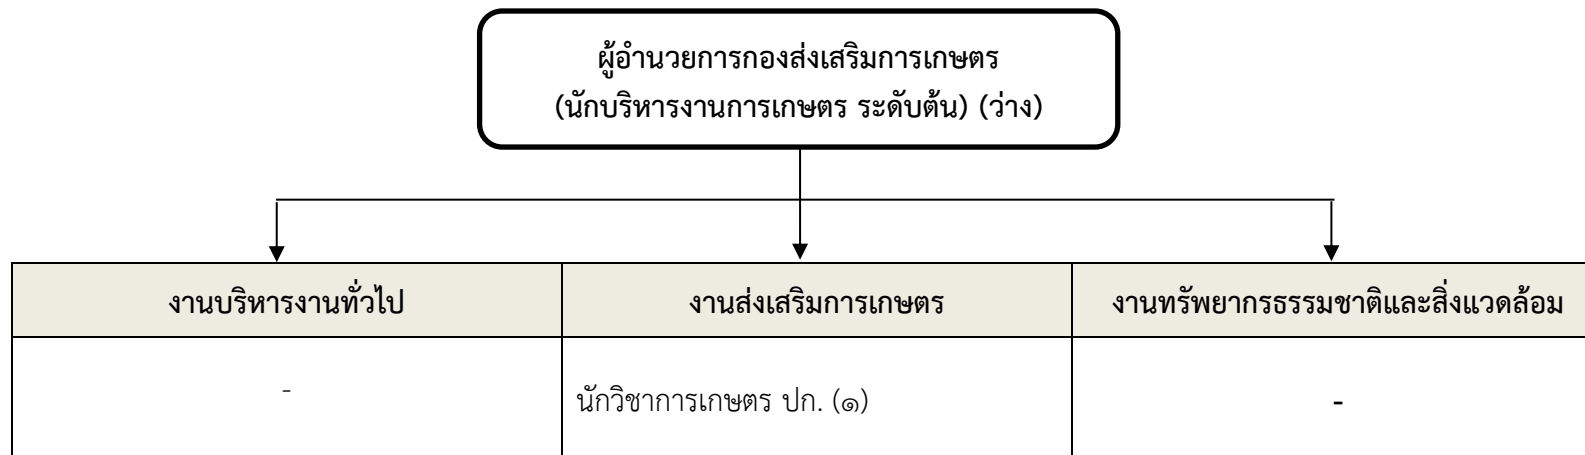 ผู้อำนวยการกองส่งเสริมการเกษตร
(นักบริหารงานการเกษตร ระดับต้น) (ว่าง)
งานบริหารงานทั่วไป
งานส่งเสริมการเกษตร
งานทรัพยากรธรรมชาติและสิ่งแวดล้อม
-
นักวิชาการเกษตร ปก. (๑)
-